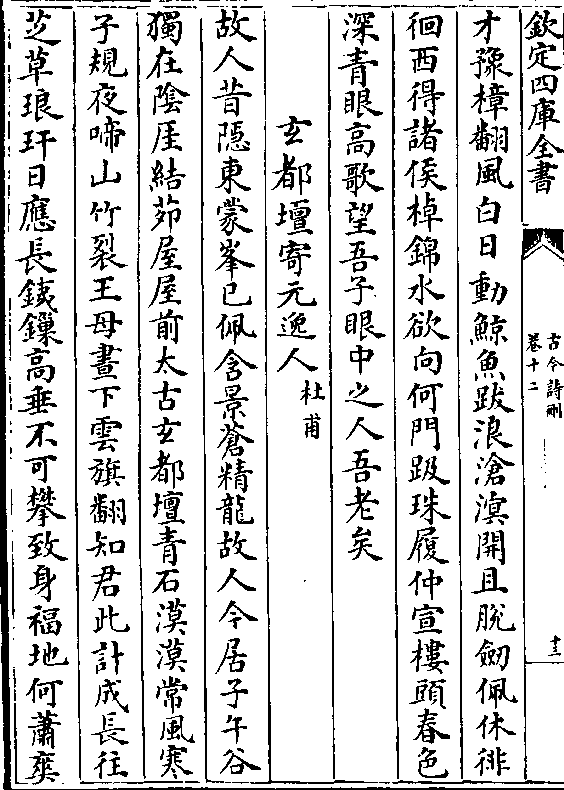 欽定四庫全書
古今詩刪
卷十二
十三
才豫樟翻風白日動鯨魚跋浪滄溟開且脫劒佩休徘
徊西得諸侯棹錦水欲向何門趿珠履仲宣樓頭春色
深青眼高歌望吾子眼中之人吾老矣
玄都壇寄元逸人 杜甫
故人昔隠東蒙峯已佩含景蒼精龍故人今居子午谷
獨在隂厓結茆屋屋前太古玄都壇青石漠漠常風寒
子規夜啼山竹裂王母晝下雲旗翻知君此計成長往
芝草琅玕日應長銕鏁高垂不可攀致身福地何蕭爽